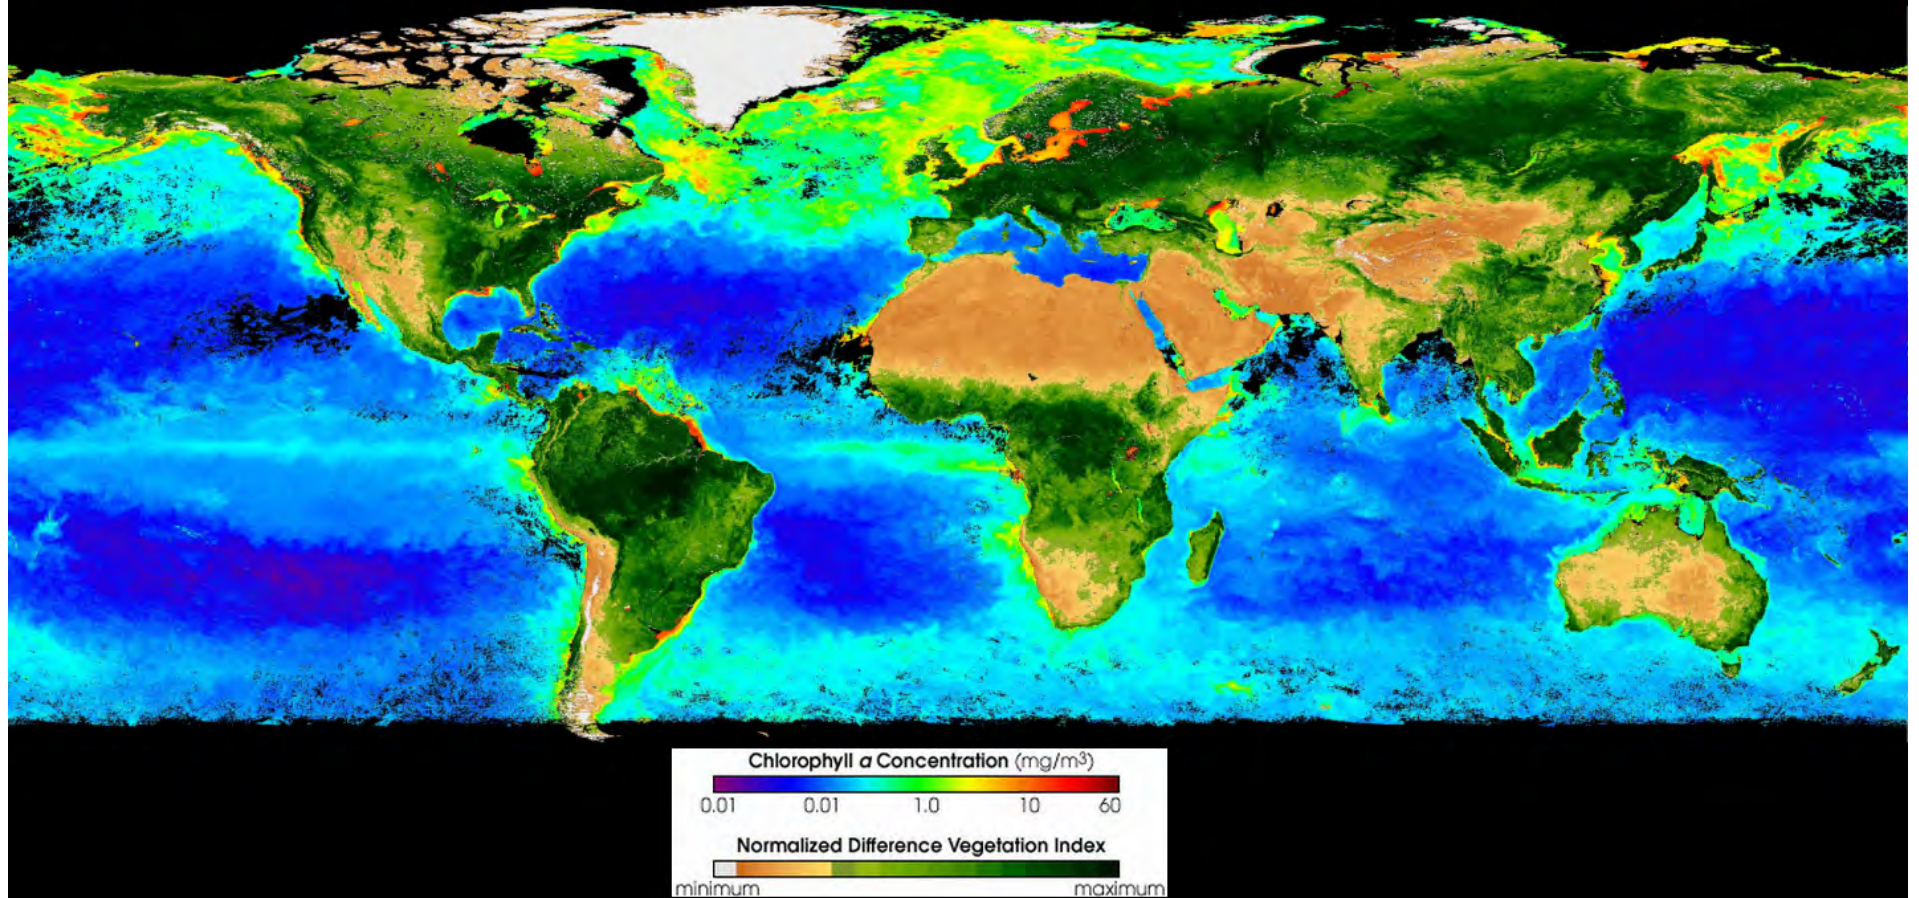 Chlorophyll a Concentration (mg/m³)
0.01 0.01 1.0 10 60
Normalized Difference Vegetation Index
minimum maximum